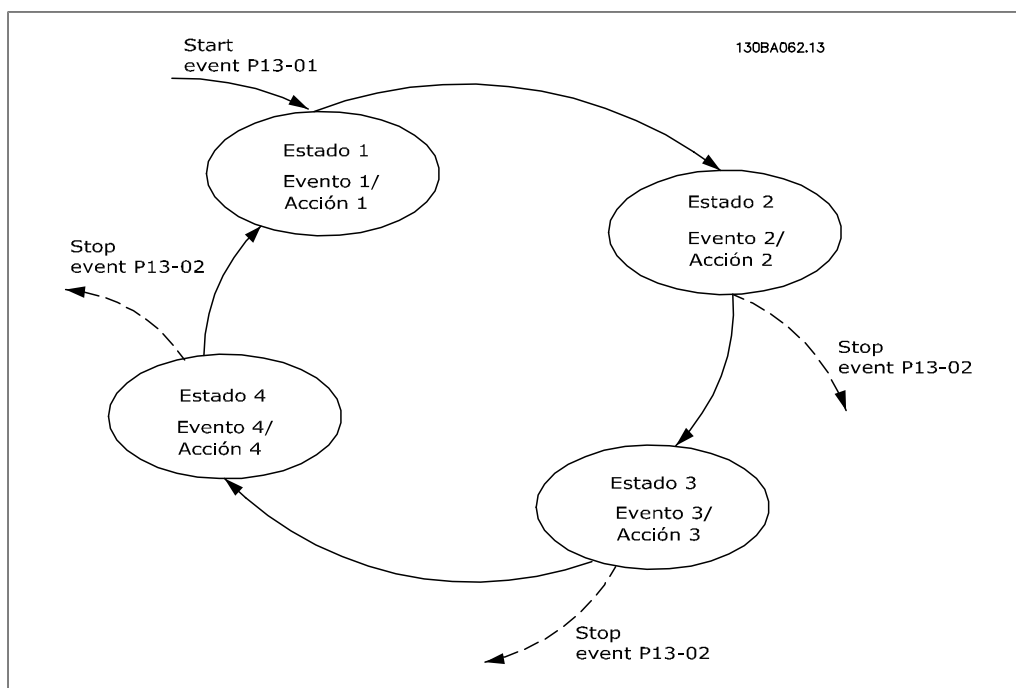 Start
event P13-01
130BA062.13
Estado 1
Evento 1/
Acción 1
Estado 2
Evento 2/
Acción 2
Stop
event P13-02
Stop
event P13-02
Estado 4
Evento 4/
Acción 4
Estado 3
Evento 3/
Acción 3
Stop
event P13-02